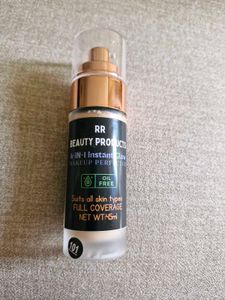 RR
BEAUTY PRODUCTS
4-IN-1 Instant Glow
MAKEUP PERFECTOR
OIL
FREE
Suits all skin types
FULL COVERAGE
NET WT:45ml
101